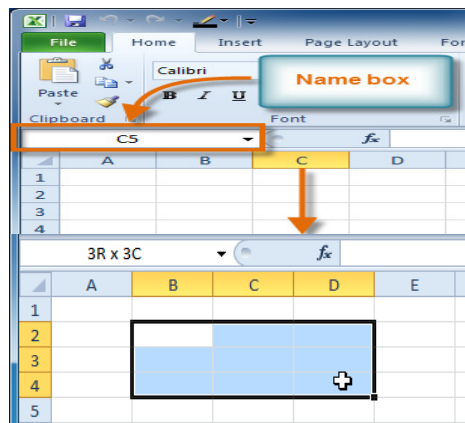 File Home Insert Page Layout For
Calibri
Name box
Paste
B I U
Clipboard Font
C5 fx
A B C D
1
2
3
4
3R x 3C fx
A B C D E
1
2
3
4
5